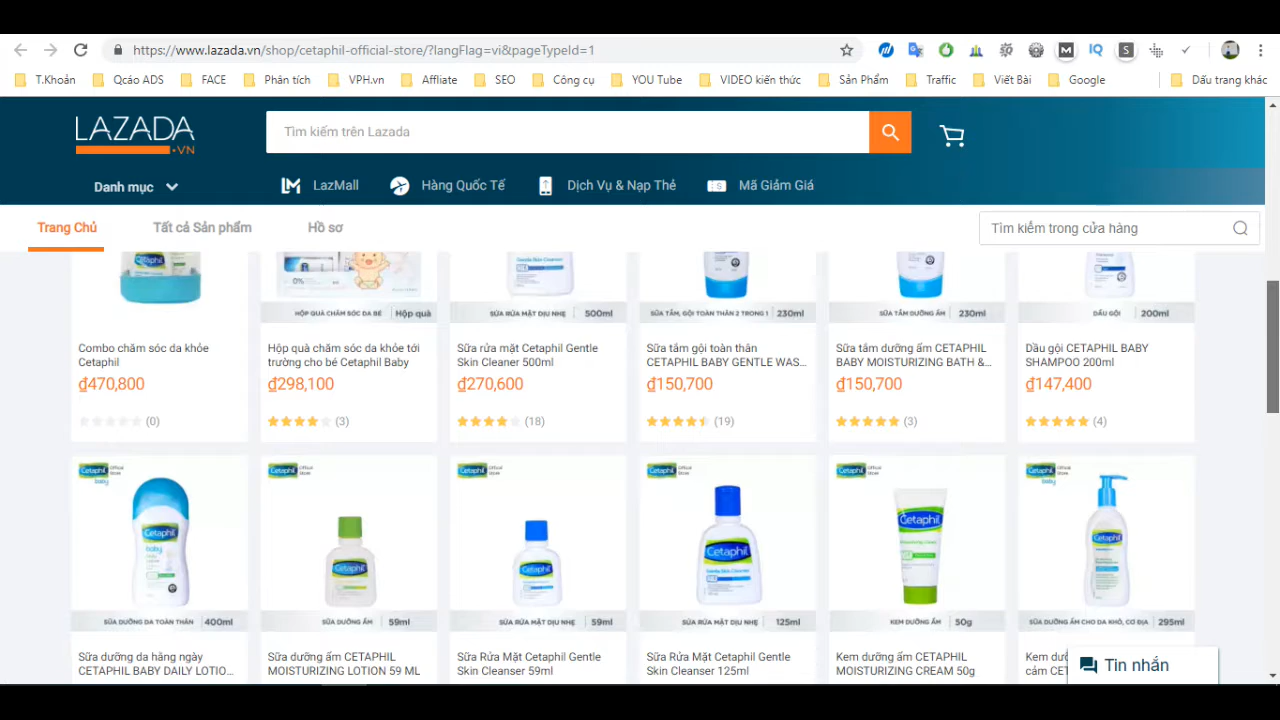 https://www.lazada.vn/shop/cetaphil-official-store/?langFlag=vi&pageTypeId=1
T.Khoản
Qcáo ADS
FACE
Phân tích
VPH.vn
Affliate
SEO
Công cụ
YOU Tube
VIDEO kiến thức
Sản Phẩm
Traffic
Viết Bài
Google
Dấu trang khác
LAZADA
.VN
Tìm kiếm trên Lazada
Danh mục
LazMall
Hàng Quốc Tế
Dịch Vụ & Nạp Thẻ
Mã Giảm Giá
Trang Chủ
Tất cả Sản phẩm
Hồ sơ
Tìm kiếm trong cửa hàng
HỘP QUÀ CHĂM SÓC DA BÉ | Hộp quà
SỮA RỬA MẶT DỊU NHẸ | 500ml
SỮA TẮM, GỘI TOÀN THÂN 2 TRONG 1 | 230ml
SỮA TẮM DƯỠNG ẨM | 230ml
DẦU GỘI | 200ml
Combo chăm sóc da khỏe
Cetaphil
₫470,800
(0)
Hộp quà chăm sóc da khỏe tới
trường cho bé Cetaphil Baby
₫298,100
(3)
Sữa rửa mặt Cetaphil Gentle
Skin Cleaner 500ml
₫270,600
(18)
Sữa tắm gội toàn thân
CETAPHIL BABY GENTLE WAS...
₫150,700
(19)
Sữa tắm dưỡng ẩm CETAPHIL
BABY MOISTURIZING BATH &...
₫150,700
(3)
Dầu gội CETAPHIL BABY
SHAMPOO 200ml
₫147,400
(4)
SỮA DƯỠNG DA TOÀN THÂN | 400ml
SỮA DƯỠNG ẨM | 59ml
SỮA RỬA MẶT DỊU NHẸ | 59ml
SỮA RỬA MẶT DỊU NHẸ | 125ml
KEM DƯỠNG ẨM | 50g
SỮA DƯỠNG ẨM CHO DA KHÔ, CƠ ĐỊA | 295ml
Sữa dưỡng da hăng ngày
CETAPHIL BABY DAILY LOTIO...
Sữa dưỡng ẩm CETAPHIL
MOISTURIZING LOTION 59 ML
Sữa Rửa Mặt Cetaphil Gentle
Skin Cleanser 59ml
Sữa Rửa Mặt Cetaphil Gentle
Skin Cleanser 125ml
Kem dưỡng ẩm CETAPHIL
MOISTURIZING CREAM 50g
Tin nhắn